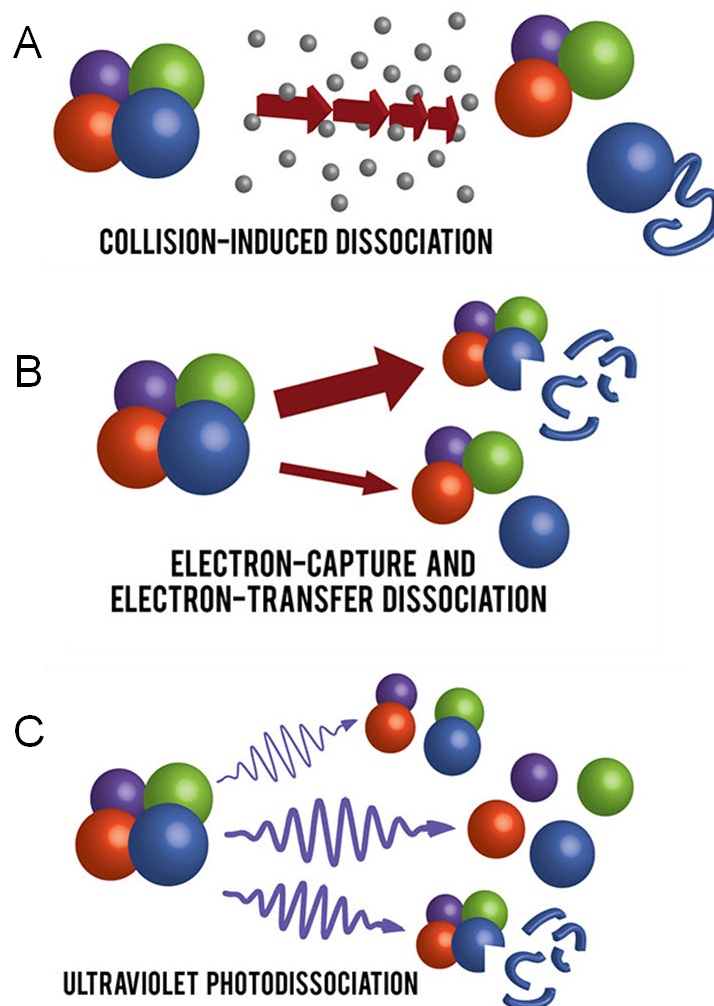 A
COLLISION-INDUCED DISSOCIATION
B
ELECTRON-CAPTURE AND
ELECTRON-TRANSFER DISSOCIATION
C
ULTRAVIOLET PHOTODISSOCIATION